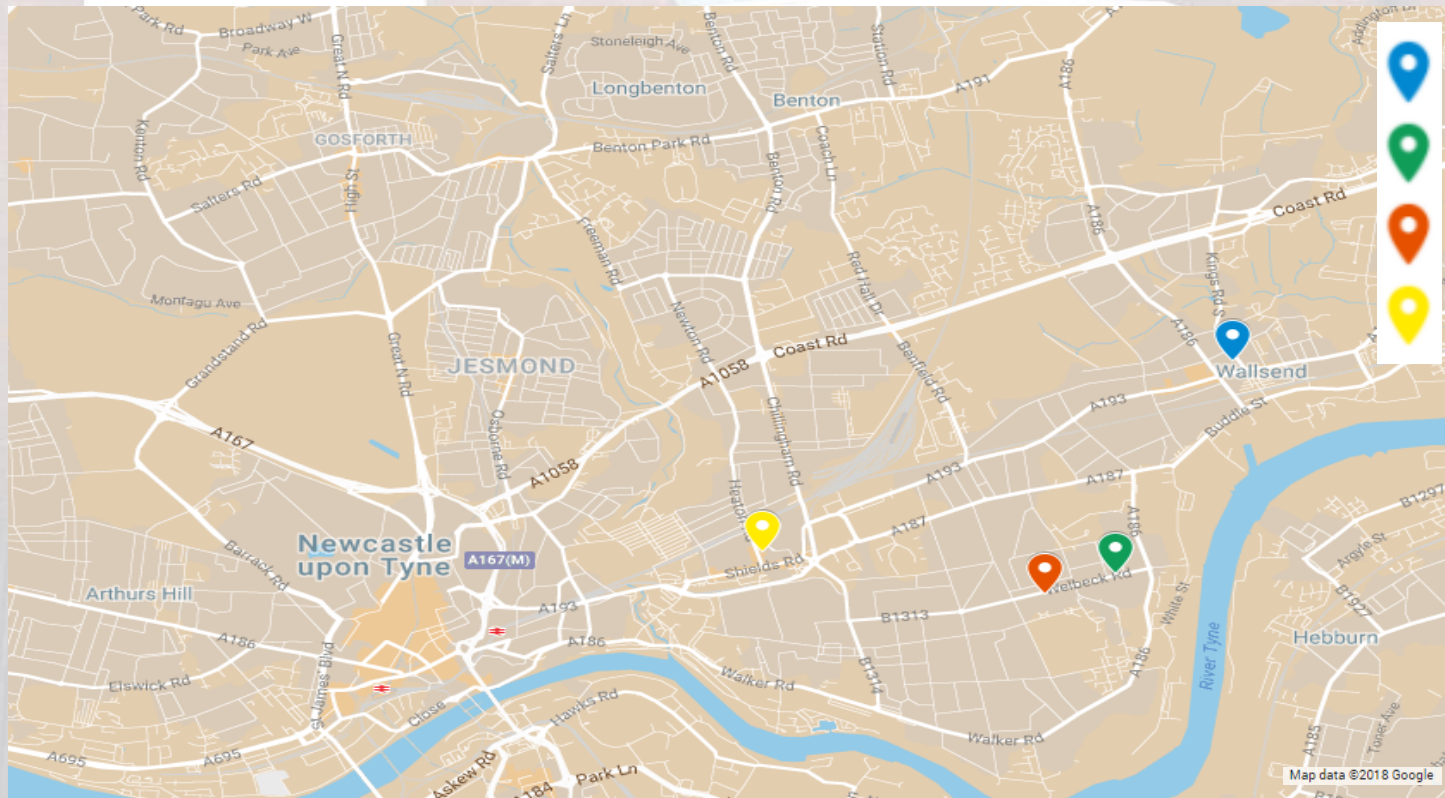 Park Rd
Broadway W
Park Ave
Great N Rd
Salters Ln
Stoneleigh Ave
Benton Rd
Station Rd
A186
A191
Longbenton
Benton
Kenton Rd
GOSFORTH
Benton Park Rd
Coach Ln
Salters Rd
High St
Benton Rd
A186
Coast Rd
Freeman Rd
Red Hall Dr
Kings Rd S
Montagu Ave
Newton Rd
A186
Grandstand Rd
Great N Rd
JESMOND
A1058
Coast Rd
Benfield Rd
Wallsend
A193
Buddle St
Osborne Rd
Chillingham Rd
A167
A1058
A193
A187
B1297
Heaton
A187
A186
Barrack Rd
Newcastle
upon Tyne
A167(M)
Shields Rd
Welbeck Rd
Argyle St
Arthurs Hill
A193
B1313
White St
B1927
A186
St James' Blvd
A186
Hebburn
River Tyne
Elswick Rd
Walker Rd
B1314
A186
Close
Hawks Rd
Walker Rd
A185
Toner Ave
A695
A695
Askew Rd
Park Ln
A184
Map data ©2018 Google